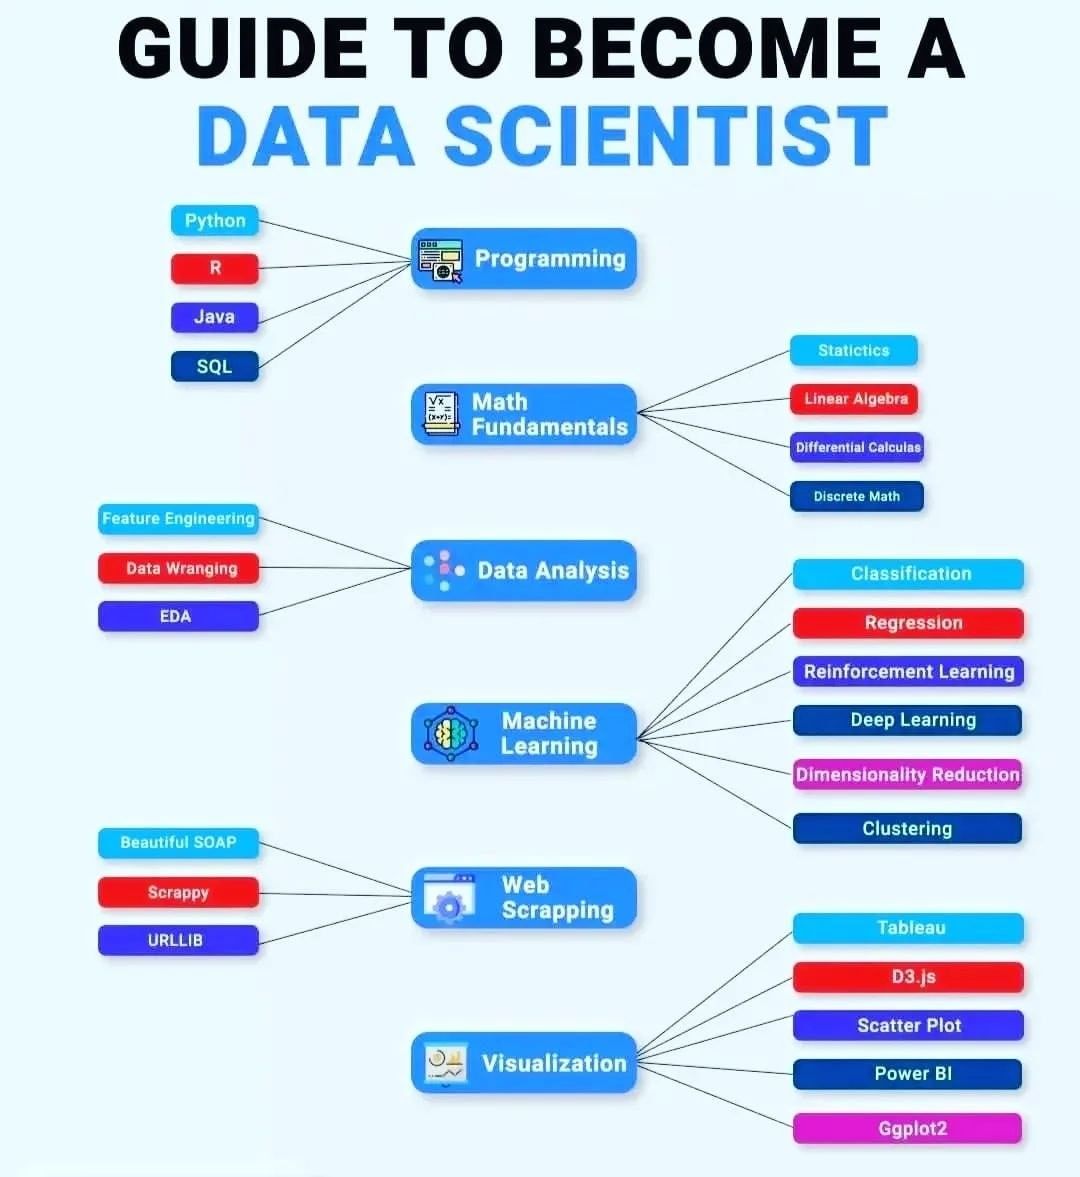 GUIDE TO BECOME A
DATA SCIENTIST
Python
R
Java
SQL
Programming
Math
Fundamentals
Statictics
Linear Algebra
Differential Calculas
Discrete Math
Feature Engineering
Data Wranging
EDA
Data Analysis
Machine
Learning
Classification
Regression
Reinforcement Learning
Deep Learning
Dimensionality Reduction
Clustering
Beautiful SOAP
Scrappy
URLLIB
Web
Scrapping
Visualization
Tableau
D3.js
Scatter Plot
Power BI
Ggplot2